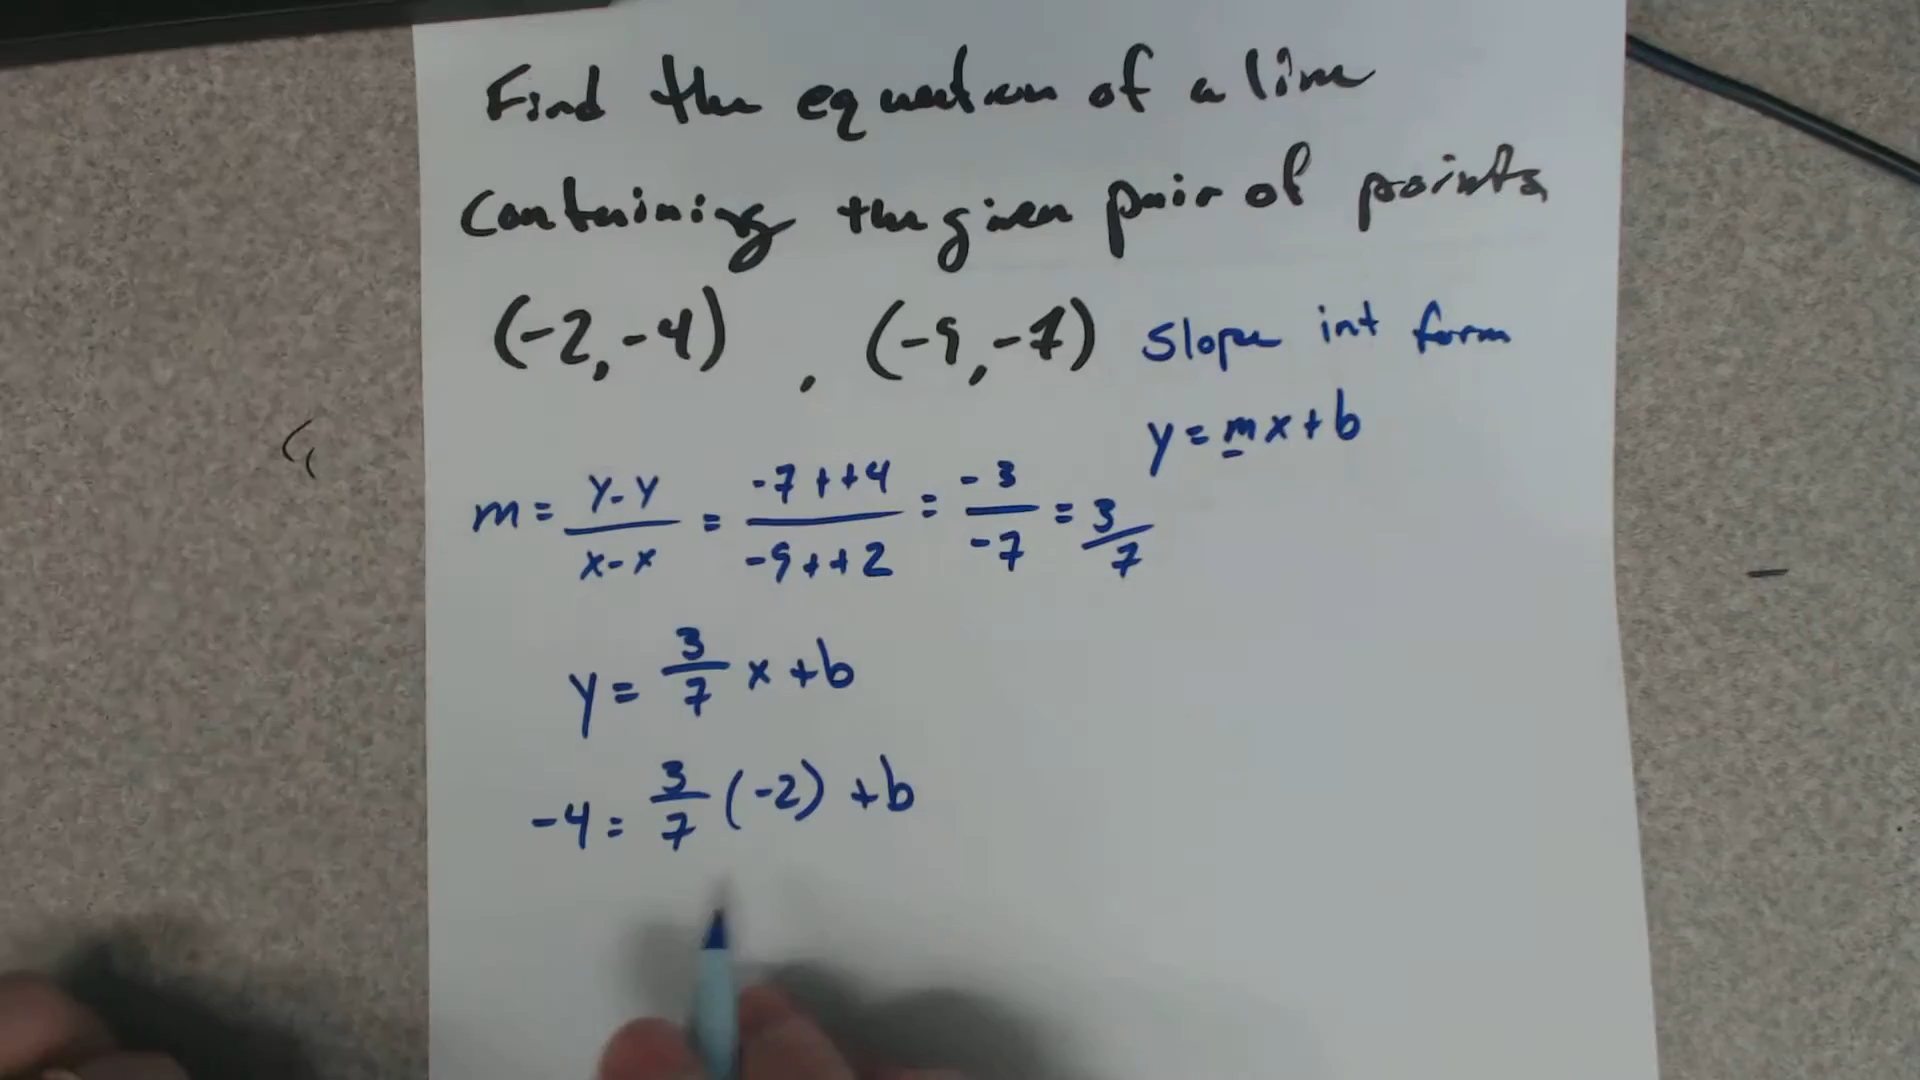 Find the equation of a line
containing the given pair of points
(-2,-4) , (-9,-7) Slope int form
y=mx+b
m= y-y/x-x = -7++4/-9++2 = -3/-7 = 3/7
y= 3/7 x+b
-4= 3/7 (-2) +b